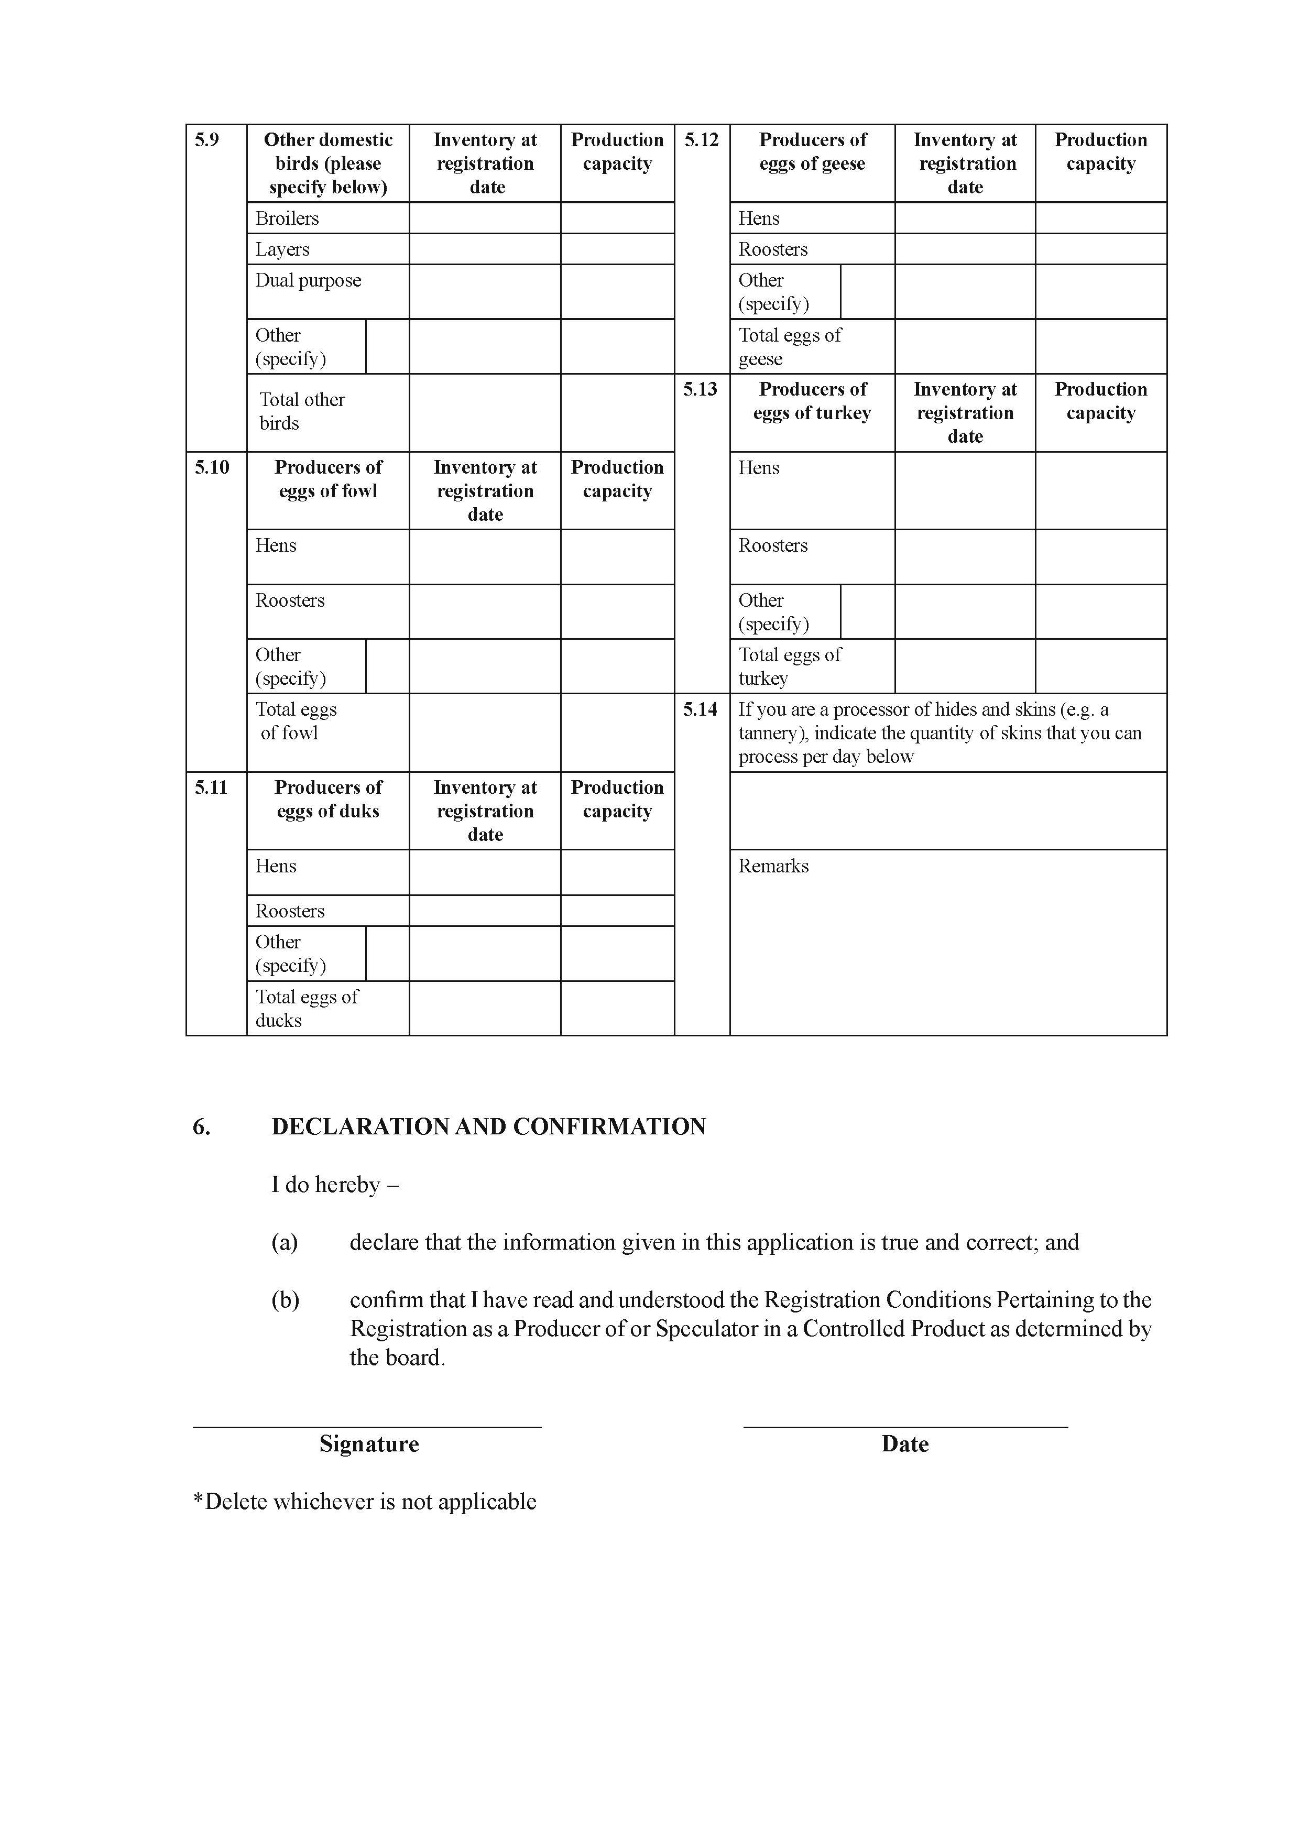 5.9
Other domestic
birds (please
specify below)
Inventory at
registration
date
Production
capacity
Broilers
Layers
Dual purpose
Other
(specify)
Total other
birds
5.10
Producers of
eggs of fowl
Inventory at
registration
date
Production
capacity
Hens
Roosters
Other
(specify)
Total eggs
of fowl
5.11
Producers of
eggs of duks
Inventory at
registration
date
Production
capacity
Hens
Roosters
Other
(specify)
Total eggs of
ducks
5.12
Producers of
eggs of geese
Inventory at
registration
date
Production
capacity
Hens
Roosters
Other
(specify)
Total eggs of
geese
5.13
Producers of
eggs of turkey
Inventory at
registration
date
Production
capacity
Hens
Roosters
Other
(specify)
Total eggs of
turkey
5.14
If you are a processor of hides and skins (e.g. a
tannery), indicate the quantity of skins that you can
process per day below
Remarks
6. DECLARATION AND CONFIRMATION
I do hereby –
(a) declare that the information given in this application is true and correct; and
(b) confirm that I have read and understood the Registration Conditions Pertaining to the
Registration as a Producer of or Speculator in a Controlled Product as determined by
the board.
Signature Date
*Delete whichever is not applicable